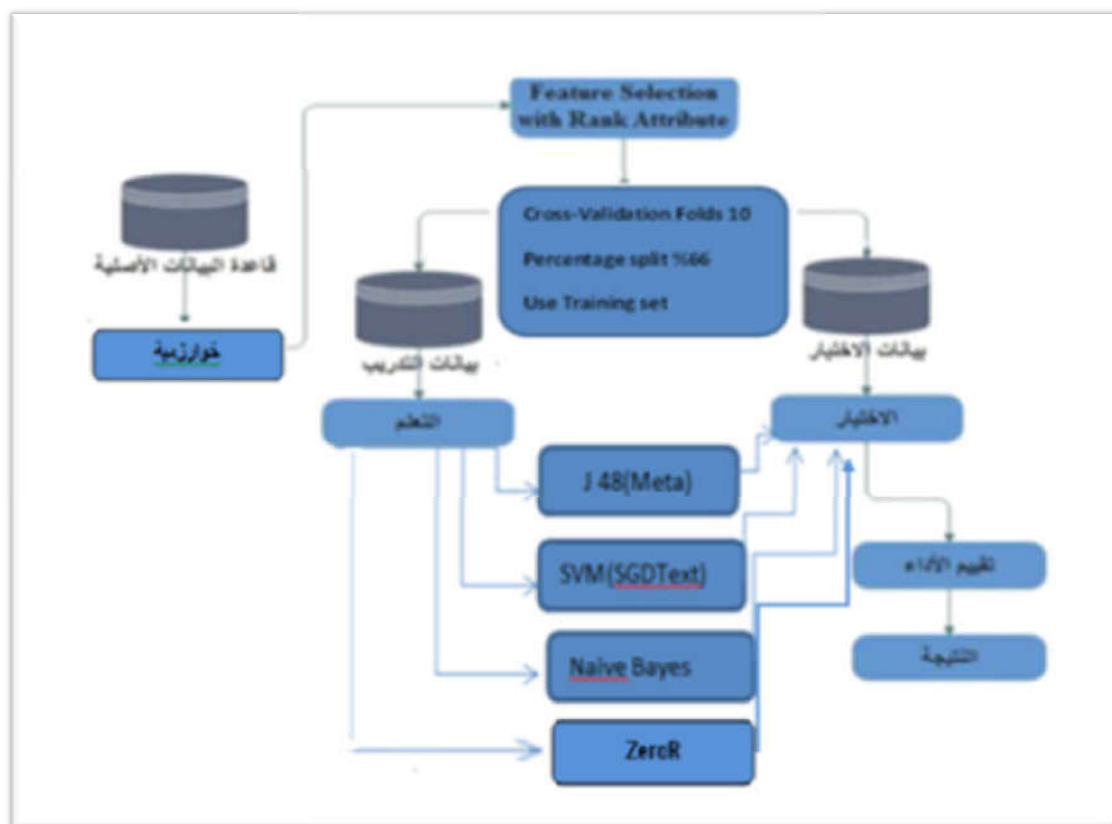 Feature Selection
with Rank Attribute
قاعدة البيانات الأصلية
خوارزمية
Cross-Validation Folds 10
Percentage split %66
Use Training set
بيانات التدريب
بيانات الاختبار
التعلم
الاختبار
J 48(Meta)
SVM(SGDText)
Naive Bayes
ZeroR
تقييم الأداء
النتيجة